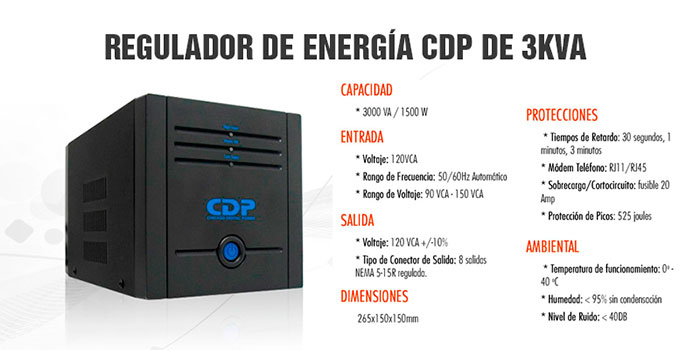 REGULADOR DE ENERGÍA CDP DE 3KVA
CDP
CAPACIDAD
* 3000 VA / 1500 W
ENTRADA
* Voltaje: 120VCA
* Rango de Frecuencia: 50/60Hz Automático
* Rango de Voltaje: 90 VCA - 150 VCA
SALIDA
* Voltaje: 120 VCA +/-10%
* Tipo de Conector de Salida: 8 salidas
NEMA 5-15R regulada.
DIMENSIONES
265x150x150mm
PROTECCIONES
* Tiempos de Retardo: 30 segundos, 1
minutos, 3 minutos
* Módem Teléfono: RJ11/RJ45
* Sobrecarga/Cortocircuito: fusible 20
Amp
* Protección de Picos: 525 joules
AMBIENTAL
* Temperatura de funcionamiento: 0º -
40 ºC
* Humedad: < 95% sin condensación
* Nivel de Ruido: < 40DB